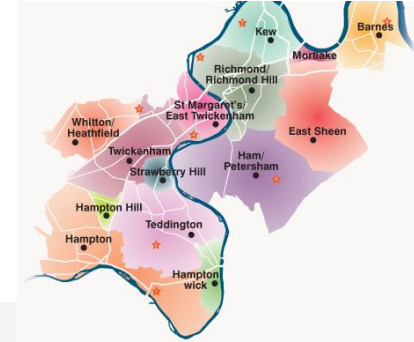 Kew
Barnes
Mortlake
Richmond/
Richmond Hill
St Margaret's/
East Twickenham
Whitton/
Heathfield
East Sheen
Twickenham
Ham/
Petersham
Strawberry Hill
Hampton Hill
Teddington
Hampton
Hampton
wick